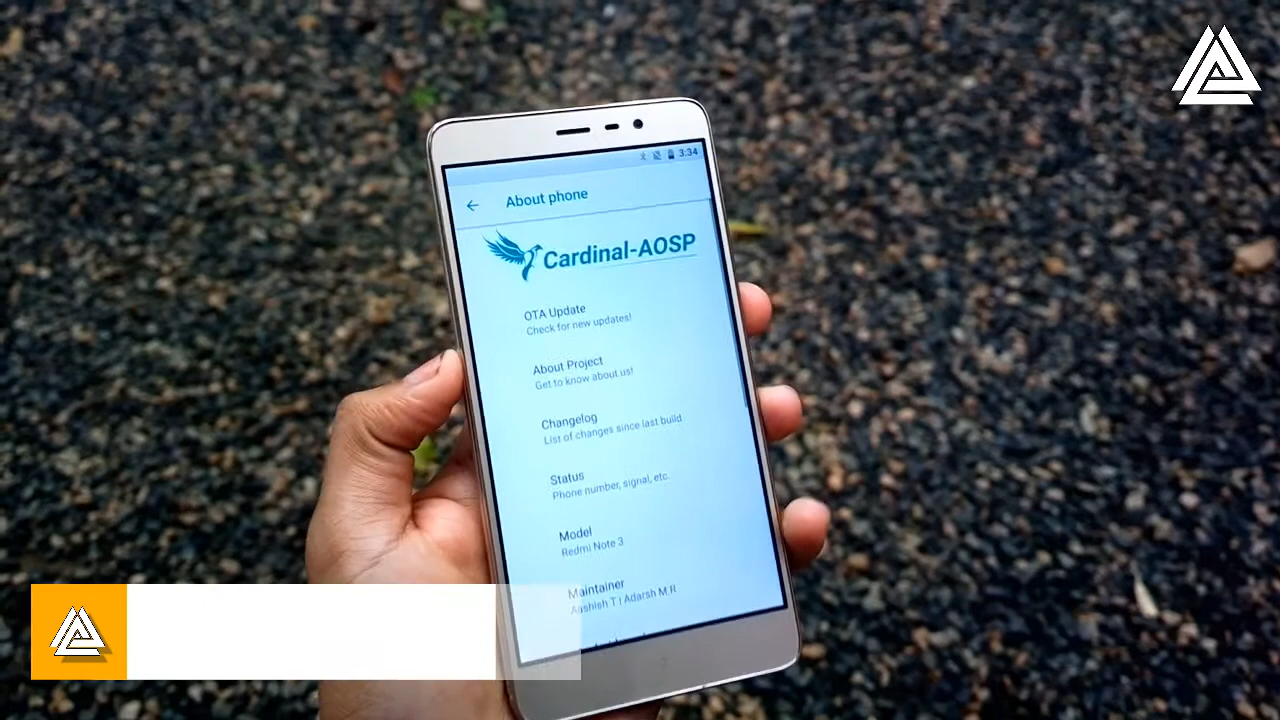 3:34
About phone
Cardinal-AOSP
OTA Update
Check for new updates!
About Project
Get to know about us!
Changelog
List of changes since last build
Status
Phone number, signal, etc.
Model
Redmi Note 3
Maintainer
Aashish T | Adarsh M R